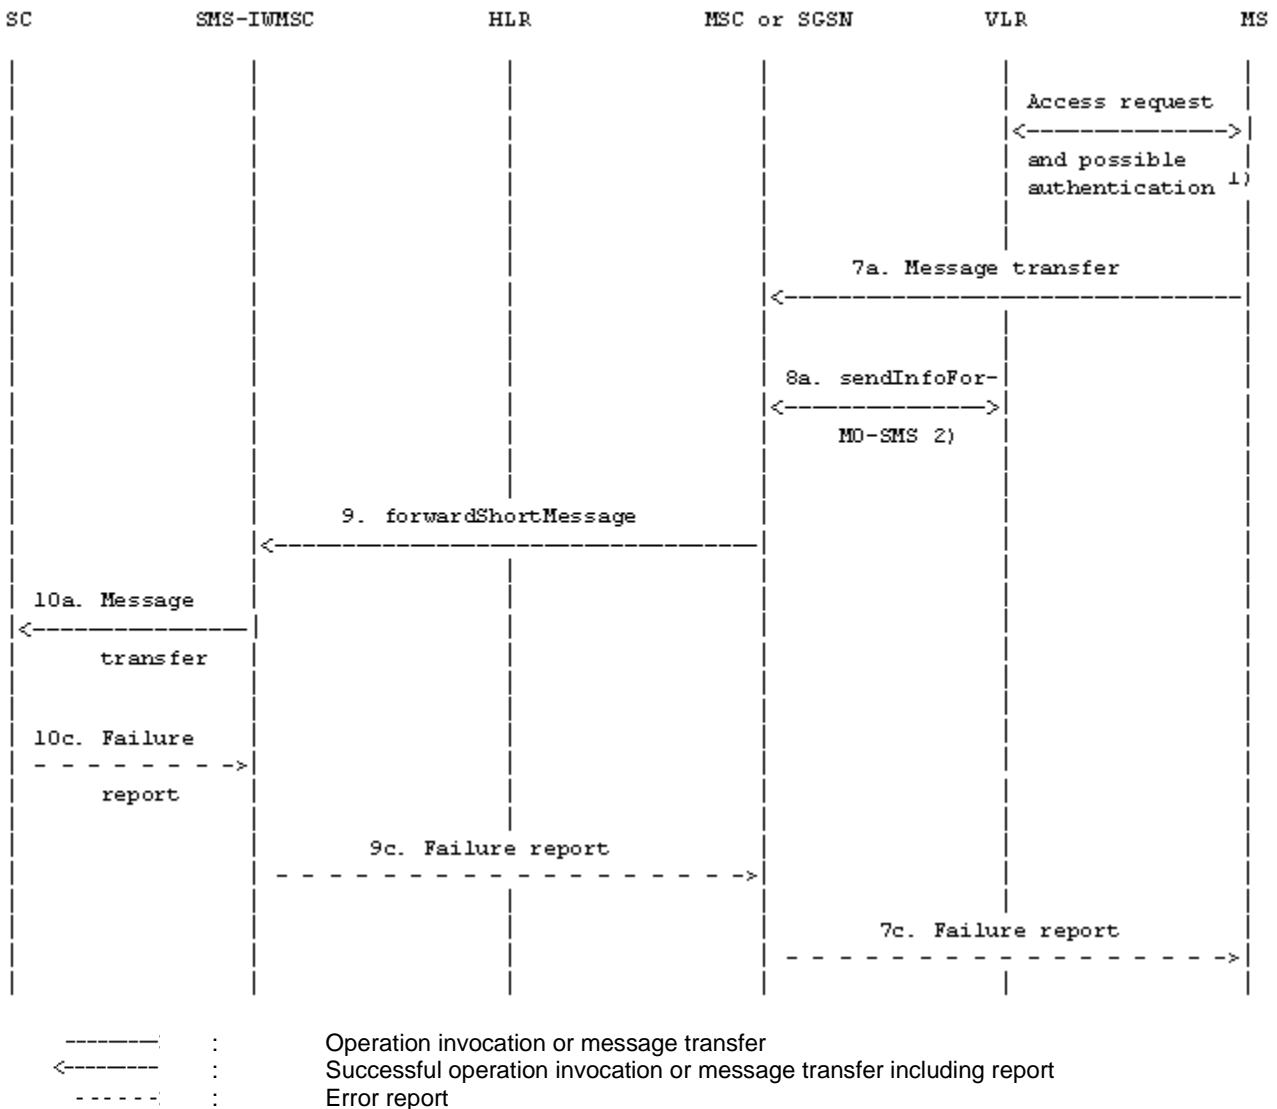 SC SMS-IWMSC HLR MSC or SGSN VLR MS
Access request
and possible
authentication 1)
7a. Message transfer
8a. sendInfoFor-
MO-SMS 2)
9. forwardShortMessage
10a. Message
transfer
10c. Failure
report
9c. Failure report
7c. Failure report
: Operation invocation or message transfer
: Successful operation invocation or message transfer including report
: Error report